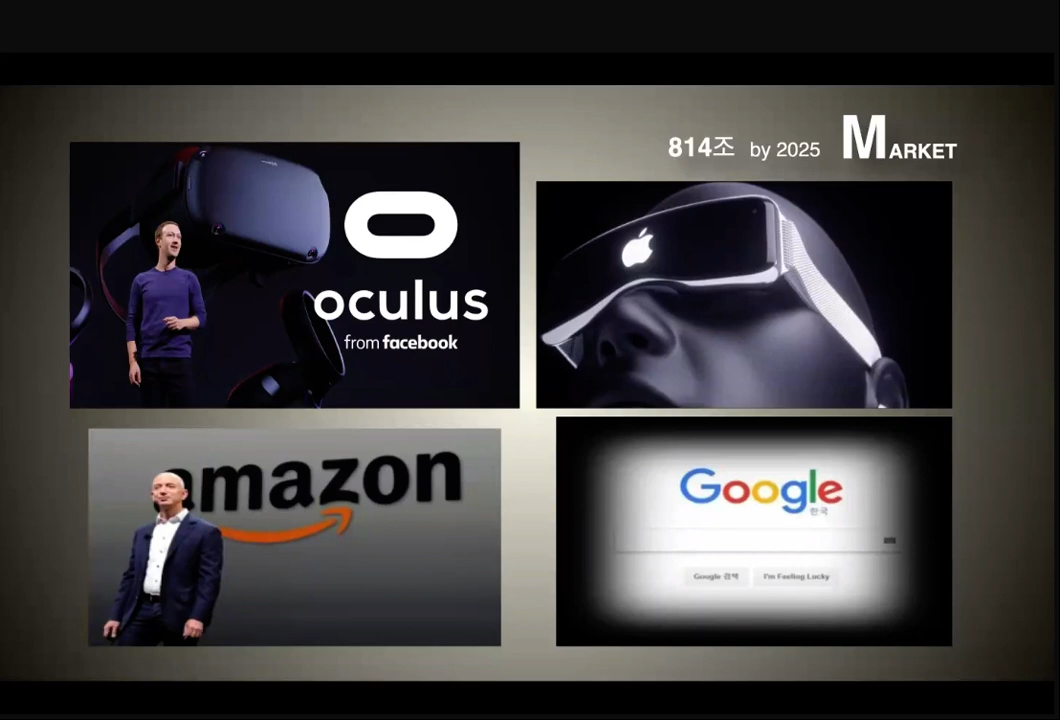 814조 by 2025 MARKET
oculus
from facebook
amazon
Google
한국
Google 검색 I'm Feeling Lucky